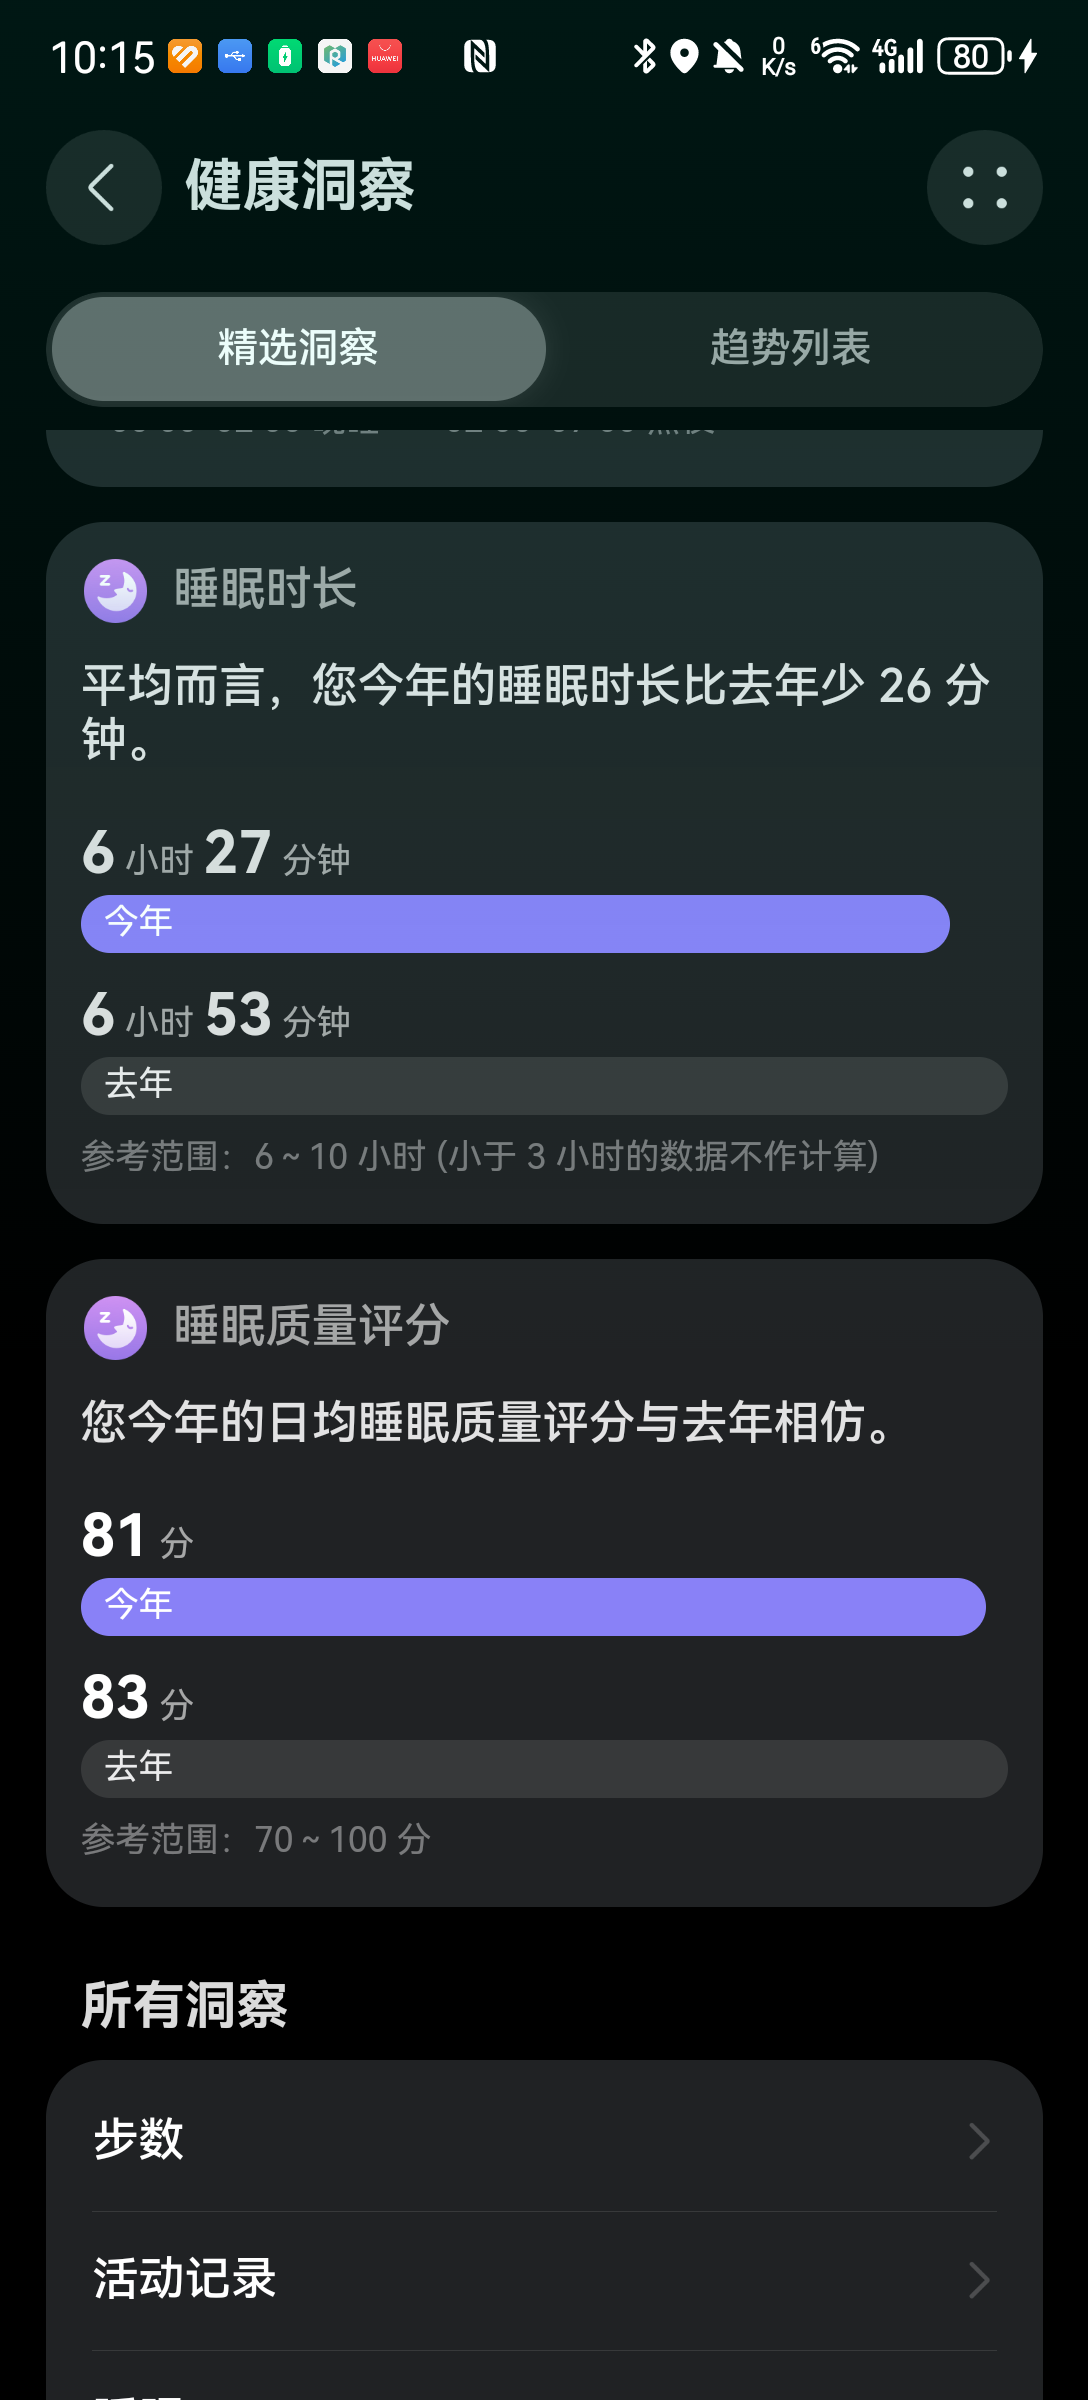 10:15
HUAWEI
0
K/s
6
4G
80
健康洞察
精选洞察
趋势列表
睡眠时长
平均而言，您今年的睡眠时长比去年少 26 分
钟。
6 小时 27 分钟
今年
6 小时 53 分钟
去年
参考范围：6 ~ 10 小时 (小于 3 小时的数据不作计算)
睡眠质量评分
您今年的日均睡眠质量评分与去年相仿。
81 分
今年
83 分
去年
参考范围：70 ~ 100 分
所有洞察
步数
活动记录